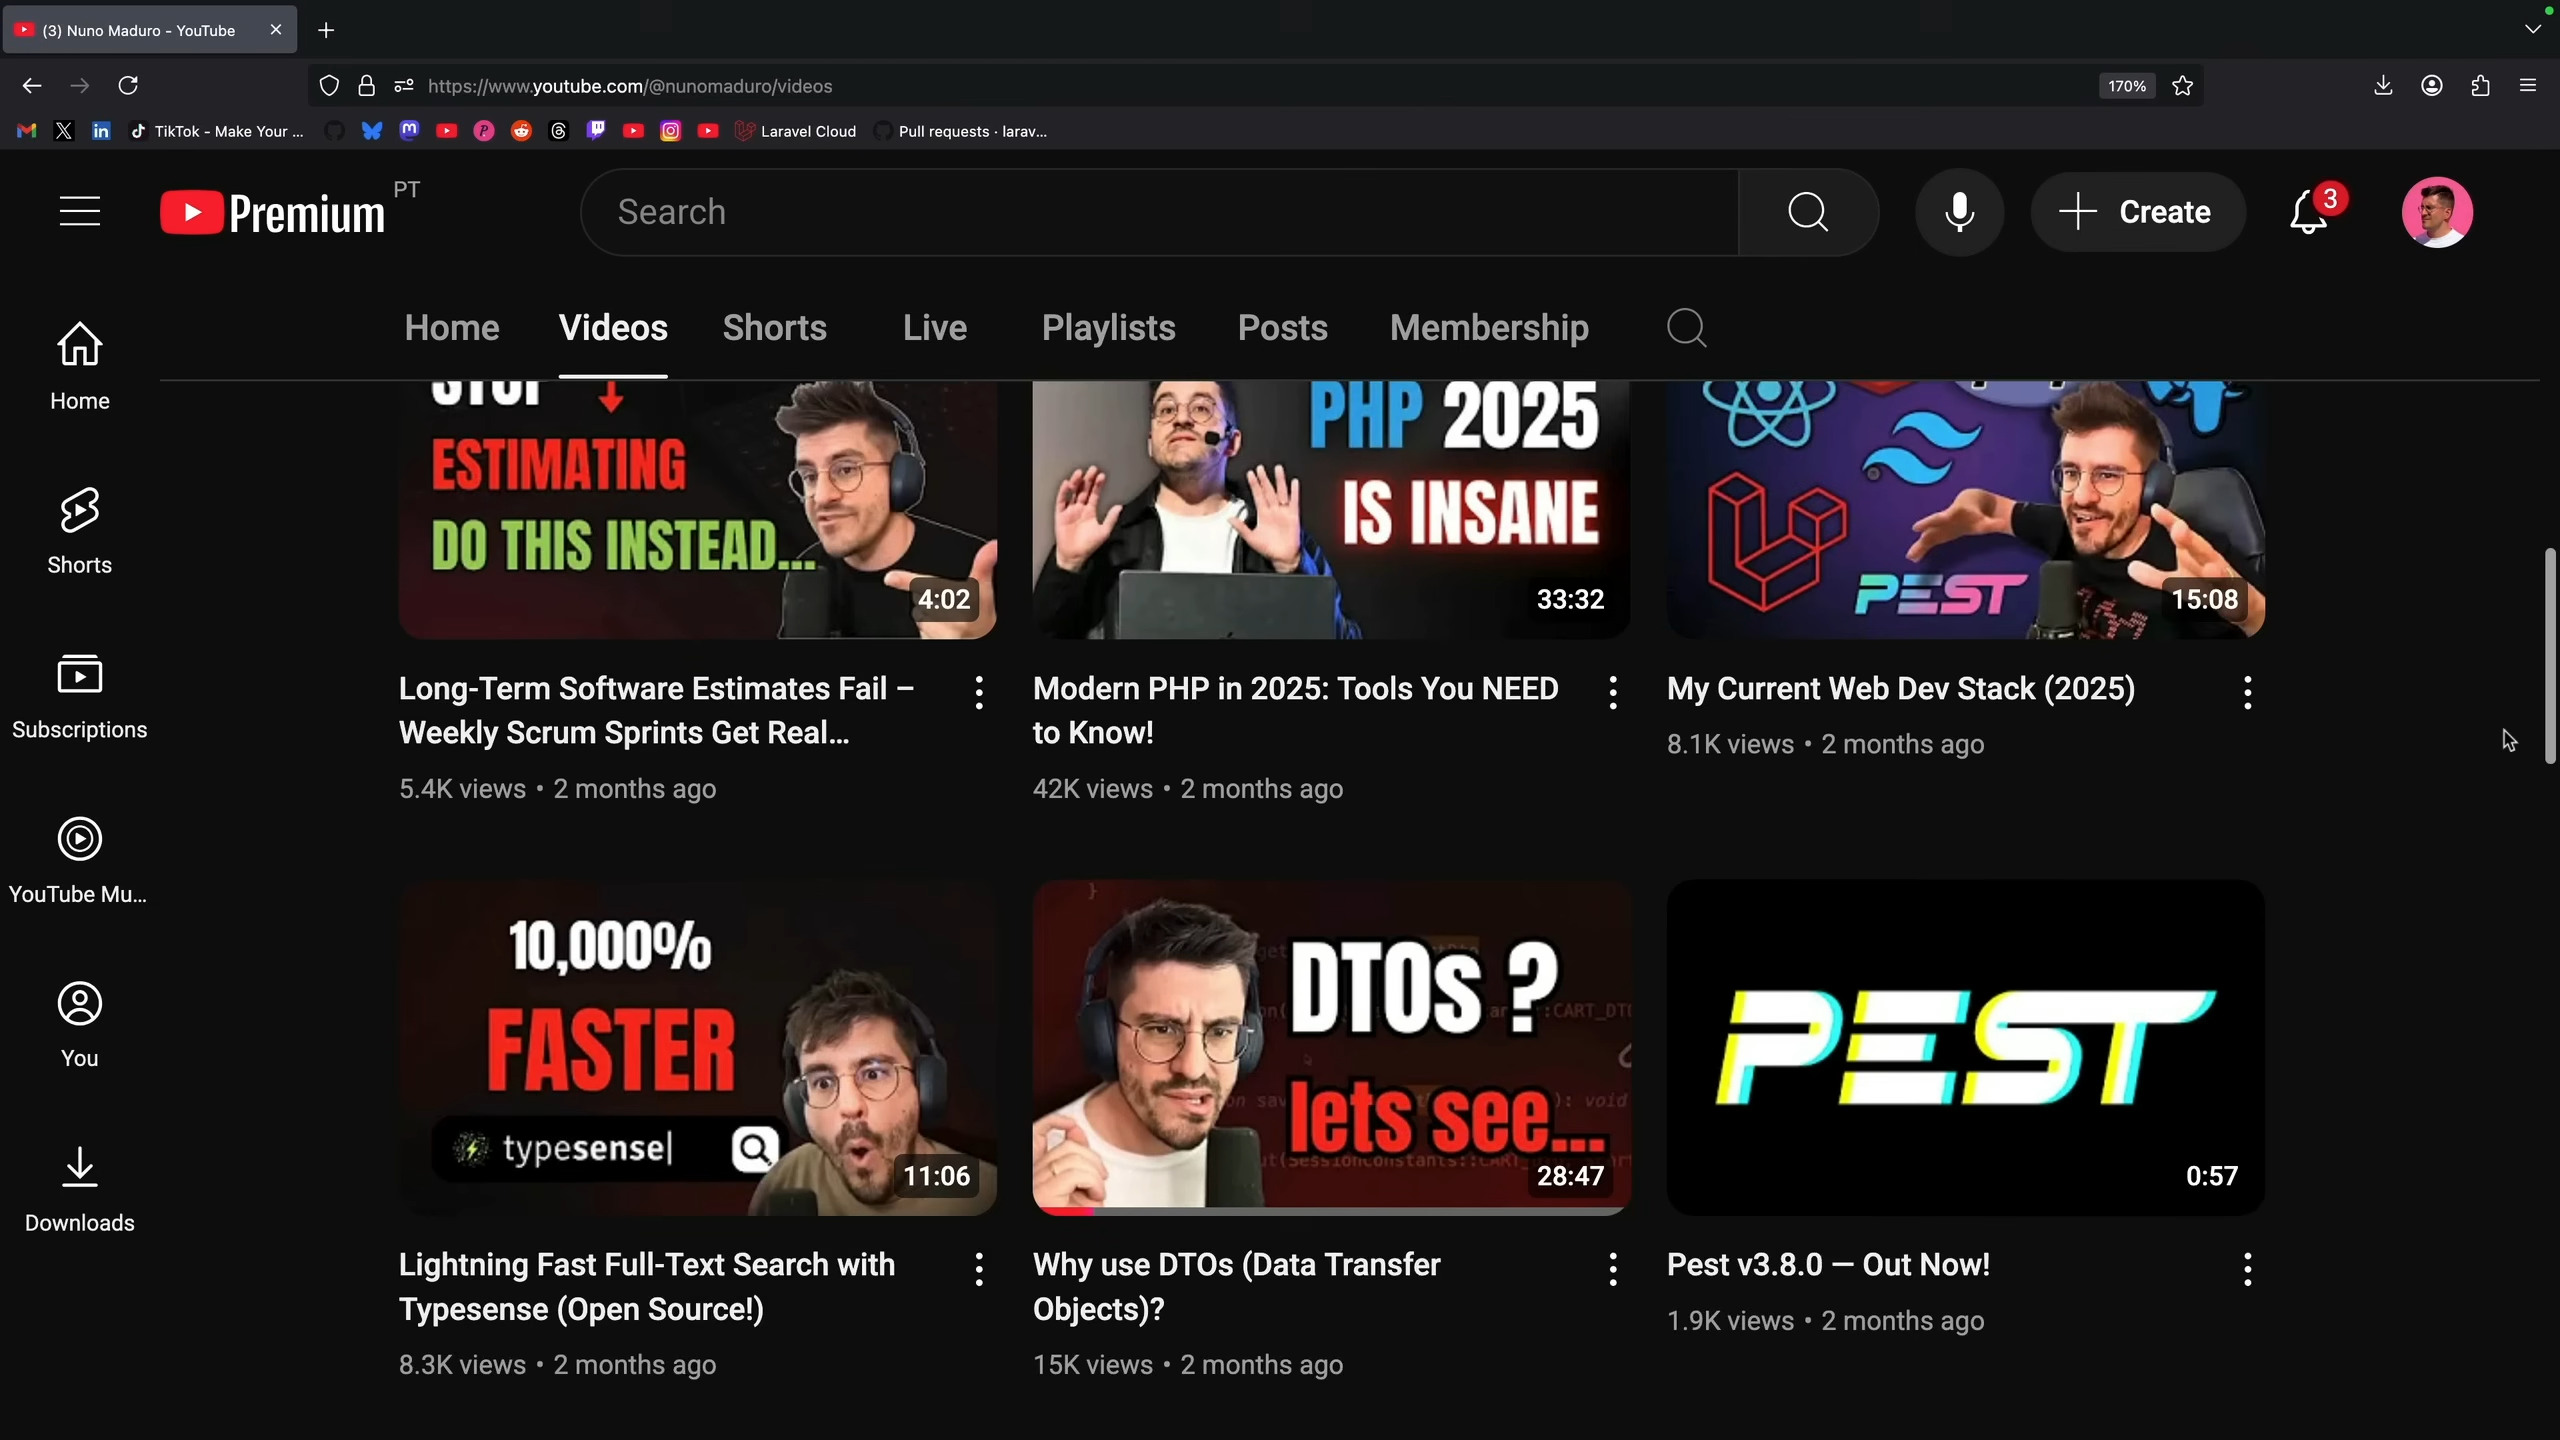 (3) Nuno Maduro - YouTube
https://www.youtube.com/@nunomaduro/videos
170%
TikTok - Make Your ...
Laravel Cloud
Pull requests · larav...
Premium
PT
Search
Create
3
Home
Videos
Shorts
Live
Playlists
Posts
Membership
Home
Shorts
Subscriptions
YouTube Mu...
You
Downloads
STOP
ESTIMATING
DO THIS INSTEAD...
4:02
Long-Term Software Estimates Fail –
Weekly Scrum Sprints Get Real...
5.4K views • 2 months ago
PHP 2025
IS INSANE
33:32
Modern PHP in 2025: Tools You NEED
to Know!
42K views • 2 months ago
PEST
15:08
My Current Web Dev Stack (2025)
8.1K views • 2 months ago
10,000%
FASTER
typesense
11:06
Lightning Fast Full-Text Search with
Typesense (Open Source!)
8.3K views • 2 months ago
DTOs ?
lets see...
28:47
Why use DTOs (Data Transfer
Objects)?
15K views • 2 months ago
PEST
0:57
Pest v3.8.0 — Out Now!
1.9K views • 2 months ago